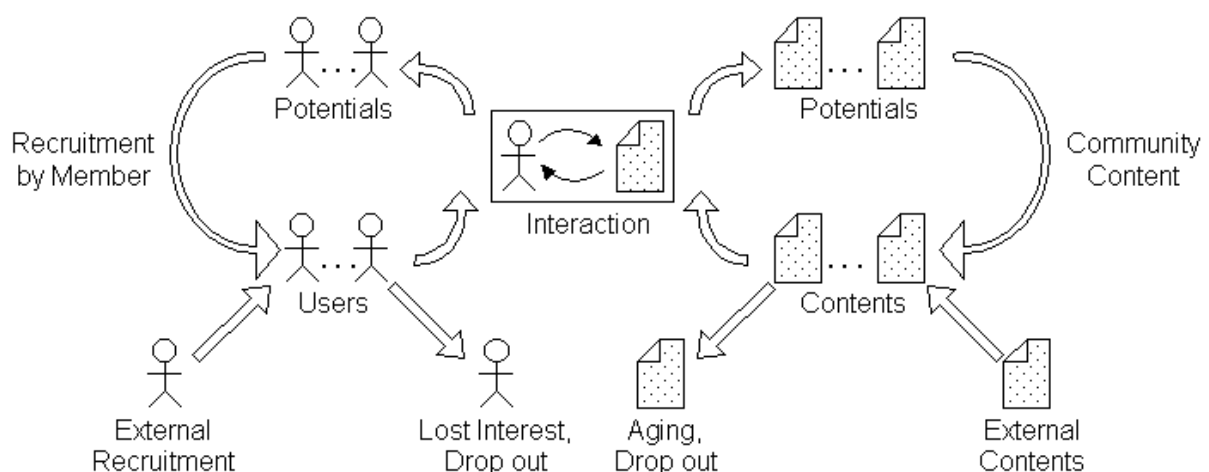 Potentials
Potentials
Recruitment
by Member
Community
Content
Interaction
Users
Contents
External
Recruitment
Lost Interest,
Drop out
Aging,
Drop out
External
Contents